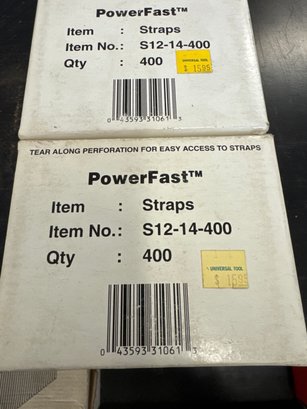 PowerFast™
Item : Straps
Item No.: S12-14-400
Qty : 400
UNIVERSAL TOOL
$ 15.95
0 43593 31061 3
TEAR ALONG PERFORATION FOR EASY ACCESS TO STRAPS
PowerFast™
Item : Straps
Item No.: S12-14-400
Qty : 400
UNIVERSAL TOOL
0 43593 31061 3